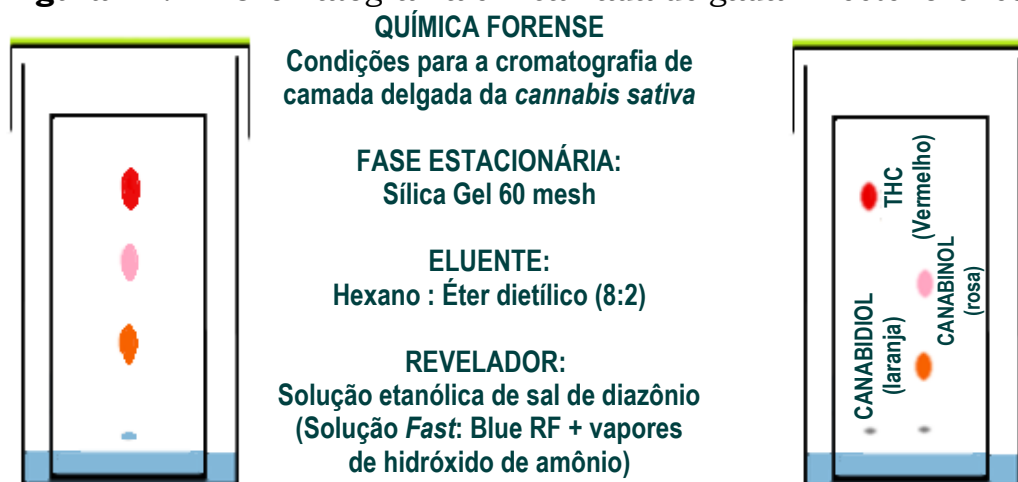 QUÍMICA FORENSE
Condições para a cromatografia de
camada delgada da cannabis sativa
FASE ESTACIONÁRIA:
Sílica Gel 60 mesh
ELUENTE:
Hexano : Éter dietílico (8:2)
REVELADOR:
Solução etanólica de sal de diazônio
(Solução Fast: Blue RF + vapores
de hidróxido de amônio)
THC
(Vermelho)
CANABINOL
(rosa)
CANABIDIOL
(laranja)